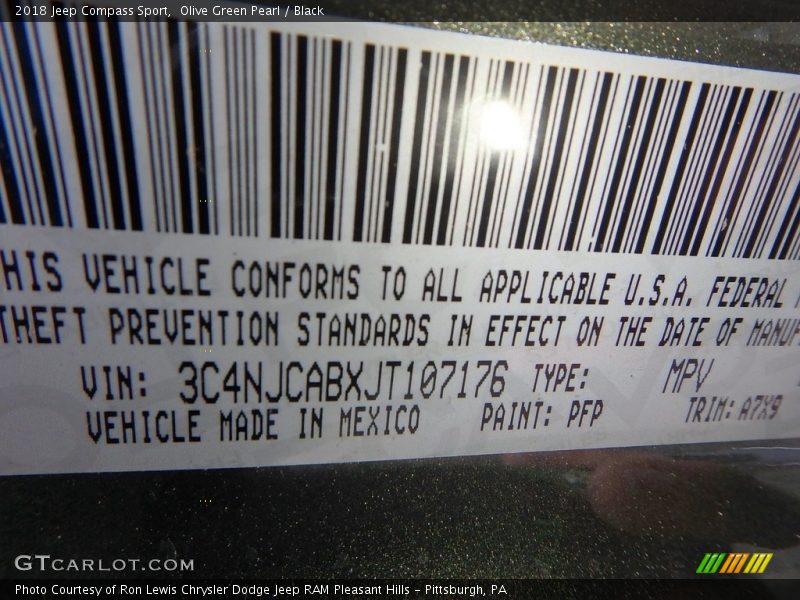 2018 Jeep Compass Sport,  Olive Green Pearl / Black
HIS VEHICLE CONFORMS TO ALL APPLICABLE U.S.A. FEDERAL
THEFT PREVENTION STANDARDS IN EFFECT ON THE DATE OF MANUF
VIN: 3C4NJCABXJT107176 TYPE: MPV
VEHICLE MADE IN MEXICO PAINT: PFP TRIM: A7X9
GTCARLOT.COM
Photo Courtesy of Ron Lewis Chrysler Dodge Jeep RAM Pleasant Hills - Pittsburgh, PA